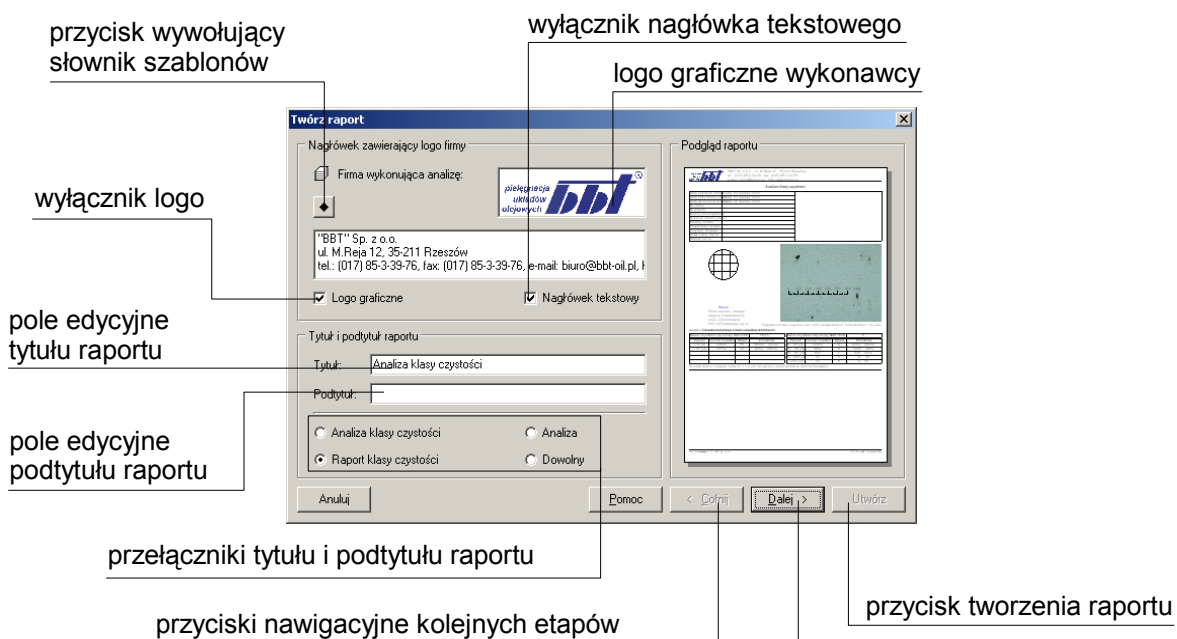 przycisk wywołujący
słownik szablonów
wyłącznik nagłówka tekstowego
logo graficzne wykonawcy
Twórz raport
Nagłówek zawierający logo firmy
Podgląd raportu
Firma wykonująca analizę:
pielęgnacja
układów
olejowych
bbt
®
wyłącznik logo
"BBT" Sp. z o.o.
ul. M.Reja 12, 35-211 Rzeszów
tel.: (017) 85-3-39-76, fax: (017) 85-3-39-76, e-mail: biuro@bbt-oil.pl, h
Logo graficzne
Nagłówek tekstowy
pole edycyjne
tytułu raportu
Tytuł i podtytuł raportu
Tytuł:
Analiza klasy czystości
Podtytuł:
pole edycyjne
podtytułu raportu
Analiza klasy czystości
Analiza
Raport klasy czystości
Dowolny
Anuluj
Pomoc
< Cofnij
Dalej >
Utwórz
przełączniki tytułu i podtytułu raportu
przycisk tworzenia raportu
przyciski nawigacyjne kolejnych etapów
bbt
Analiza klasy czystości